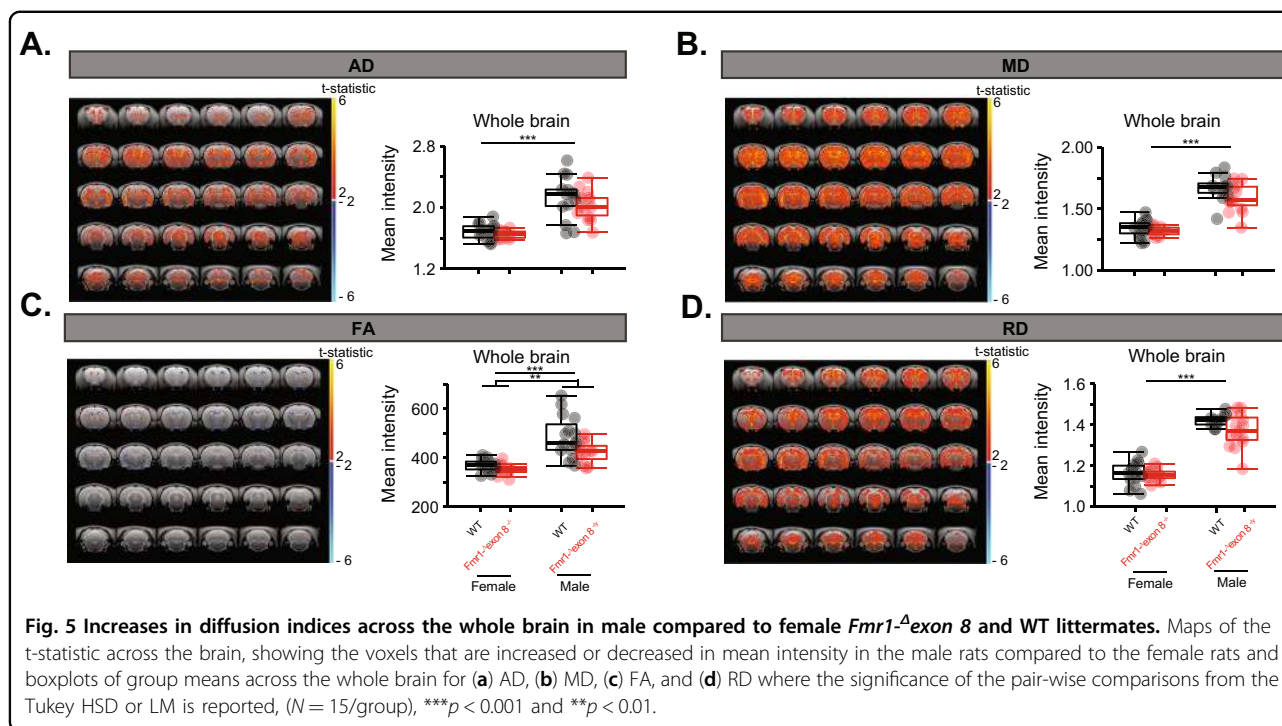 A.
AD
t-statistic
6
2
-2
- 6
Whole brain
***
Mean intensity
2.8
2.0
1.2
B.
MD
t-statistic
6
2
-2
- 6
Whole brain
***
Mean intensity
2.00
1.50
1.00
C.
FA
t-statistic
6
2
-2
- 6
Whole brain
***
**
Mean intensity
600
400
200
WT
Fmr1-^exon 8 -/-
WT
Fmr1-^exon 8 -/y
Female
Male
D.
RD
t-statistic
6
2
-2
- 6
Whole brain
***
Mean intensity
1.6
1.4
1.2
1.0
WT
Fmr1-^exon 8 -/-
WT
Fmr1-^exon 8 -/y
Female
Male
Fig. 5 Increases in diffusion indices across the whole brain in male compared to female Fmr1-Δexon 8 and WT littermates. Maps of the
t-statistic across the brain, showing the voxels that are increased or decreased in mean intensity in the male rats compared to the female rats and
boxplots of group means across the whole brain for (a) AD, (b) MD, (c) FA, and (d) RD where the significance of the pair-wise comparisons from the
Tukey HSD or LM is reported, (N = 15/group), ***p < 0.001 and **p < 0.01.